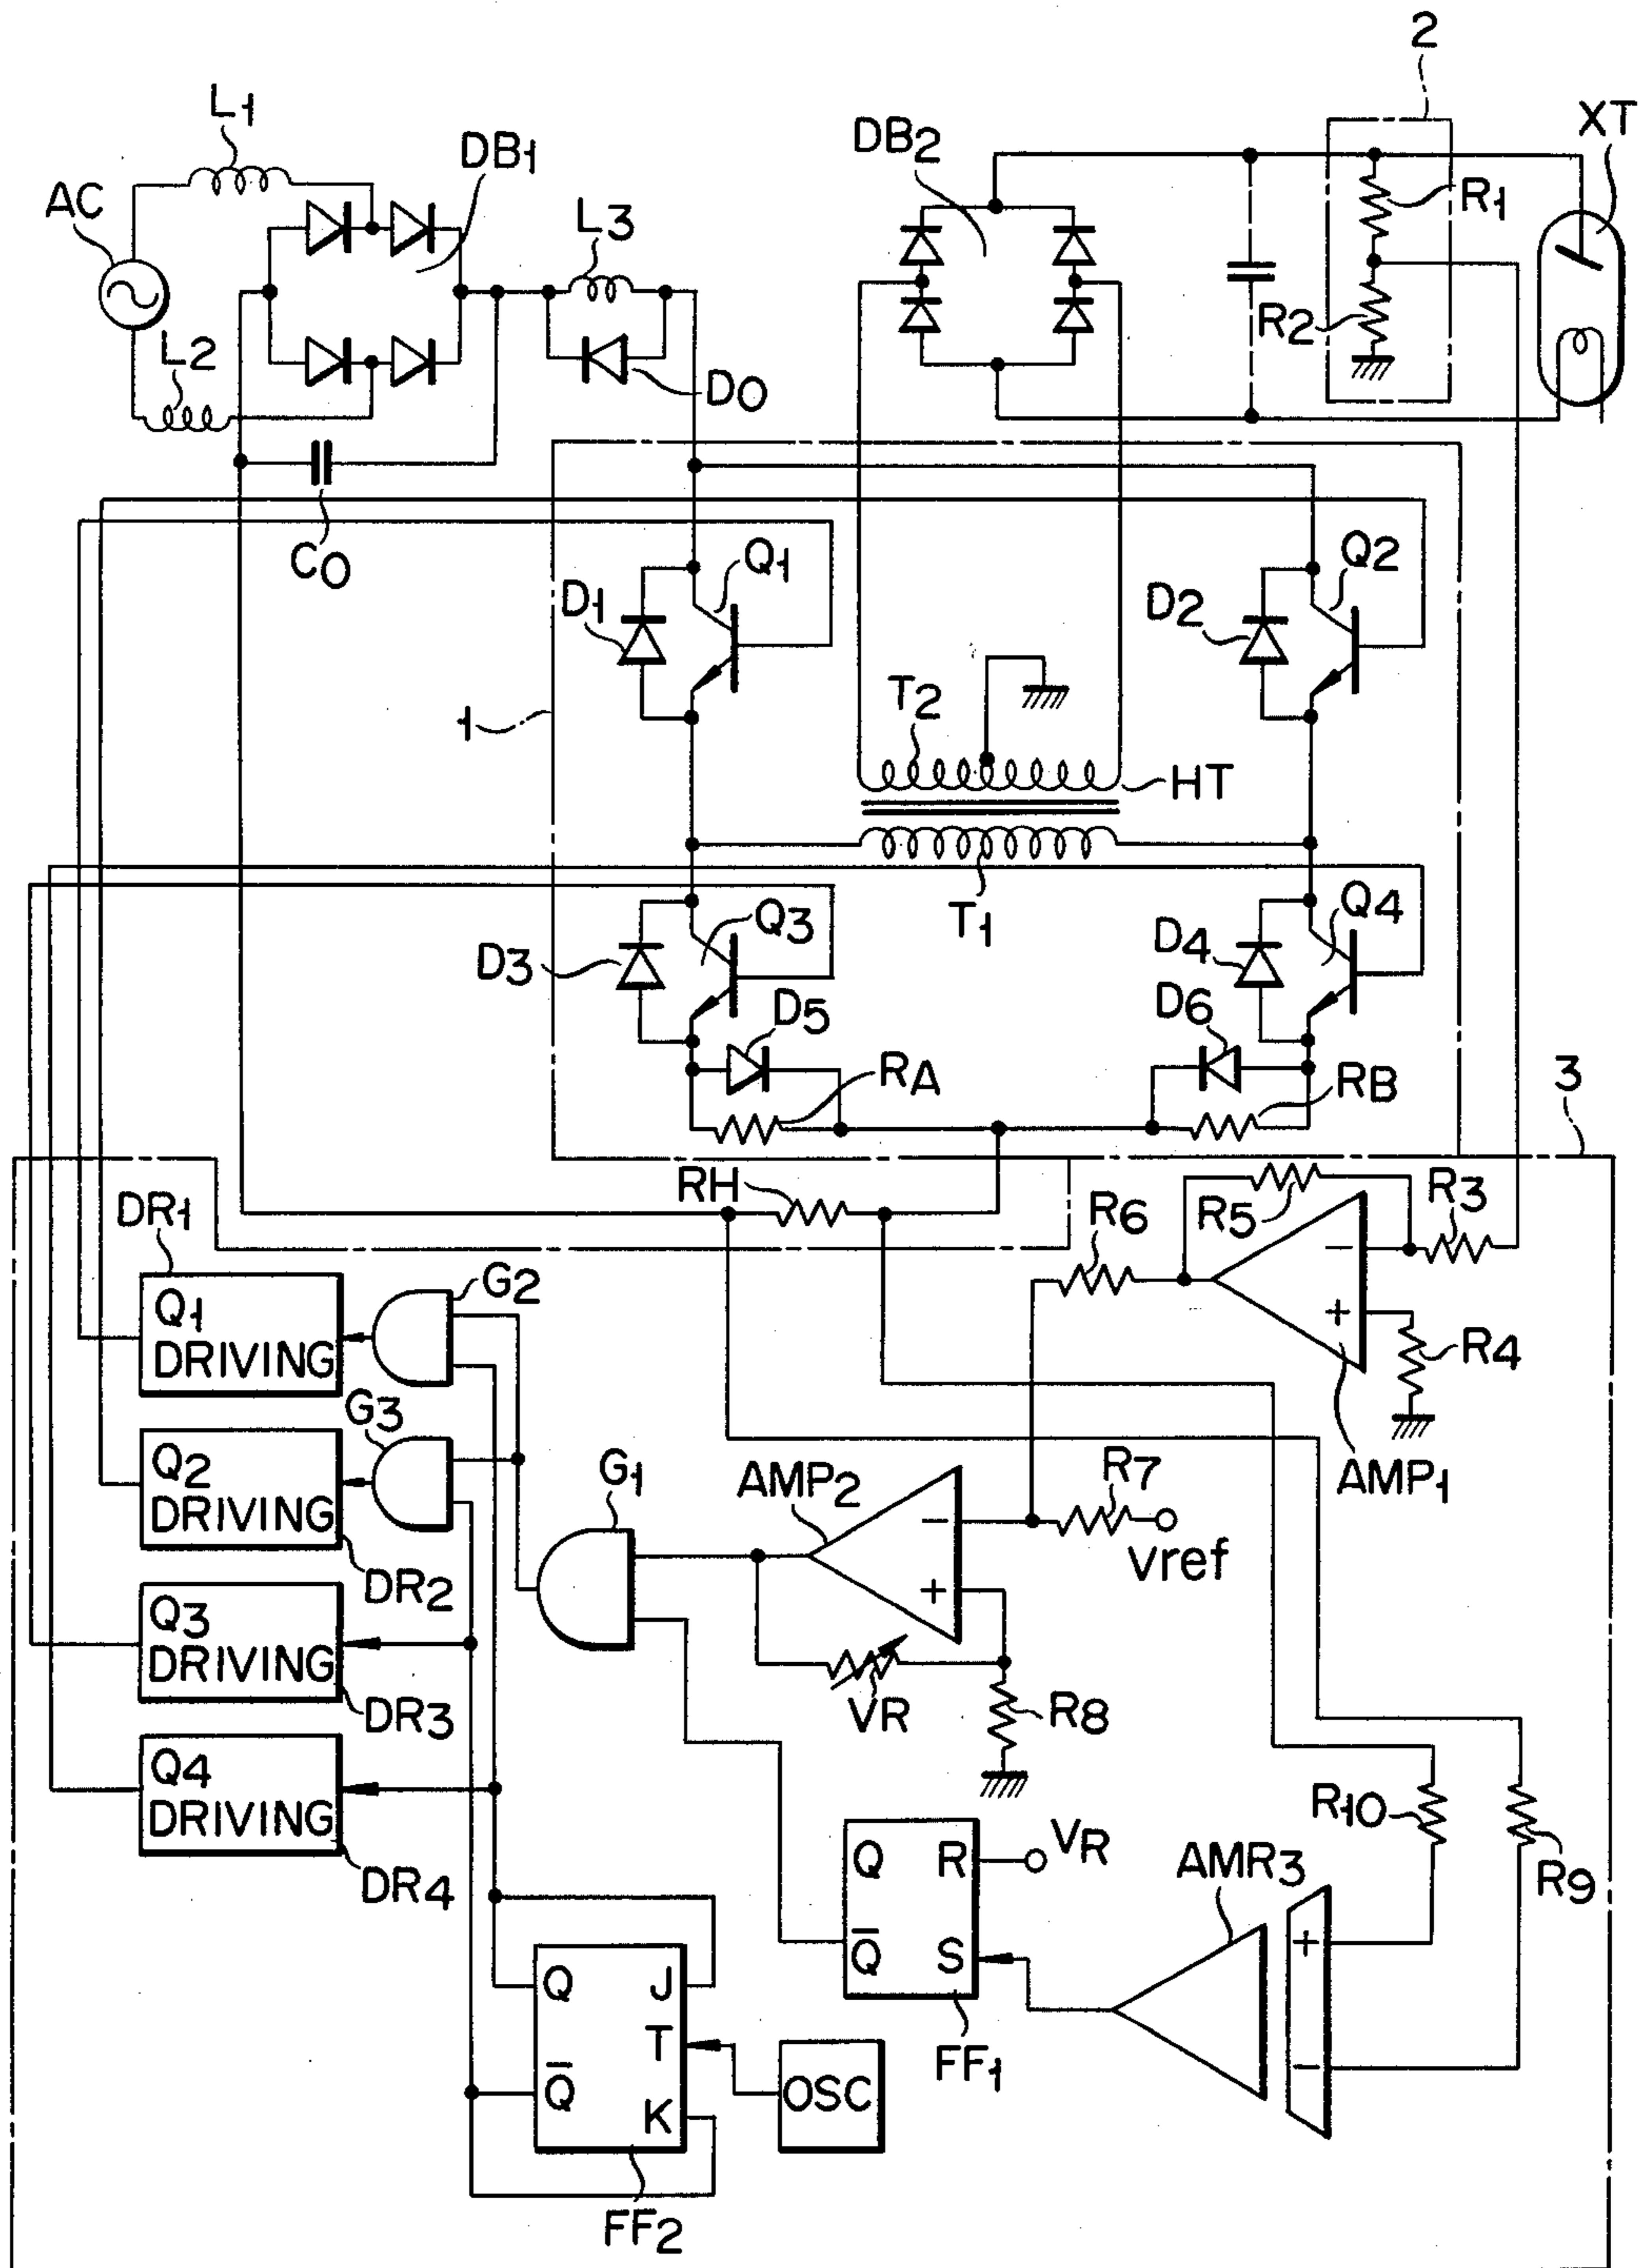 2
XT
L1
DB1
DB2
AC
L3
R1
L2
R2
D0
C0
Q1
Q2
D1
D2
1
T2
HT
T1
Q3
Q4
D3
D4
D5
D6
RA
RB
3
RH
DR1
R6
R5
R3
Q1
DRIVING
G2
−
+
R4
G3
Q2
DRIVING
G1
AMP2
R7
AMP1
−
Vref
DR2
+
Q3
DRIVING
DR3
VR
R8
Q4
DRIVING
R10
DR4
Q R
VR
AMR3
R9
Q̅ S
+
Q J
T
FF1
−
Q̅
K
OSC
FF2